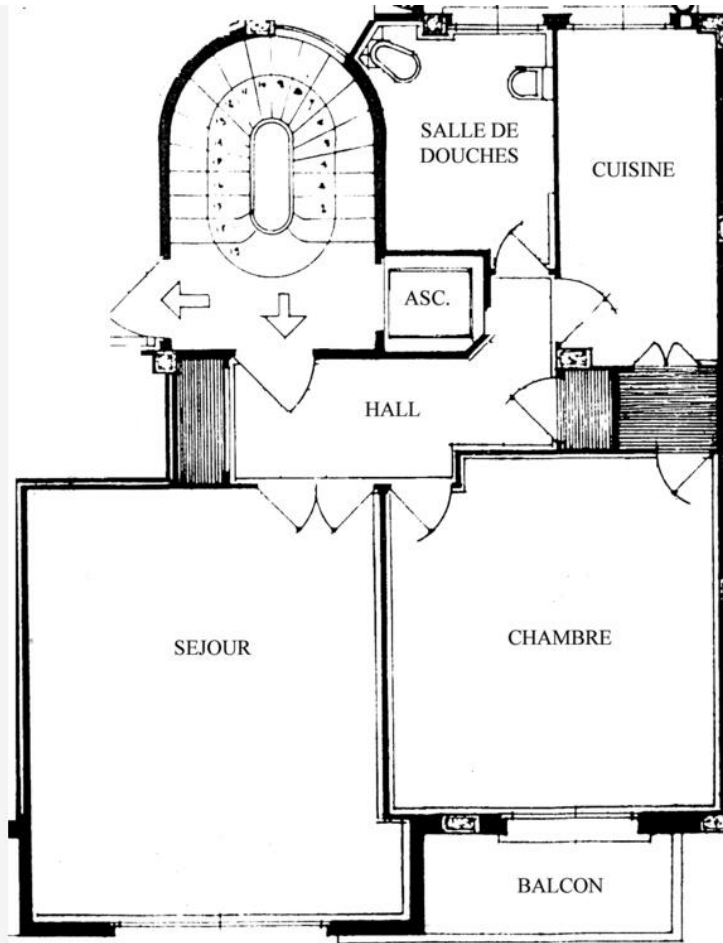 SALLE DE
DOUCHES
CUISINE
ASC.
HALL
SEJOUR
CHAMBRE
BALCON